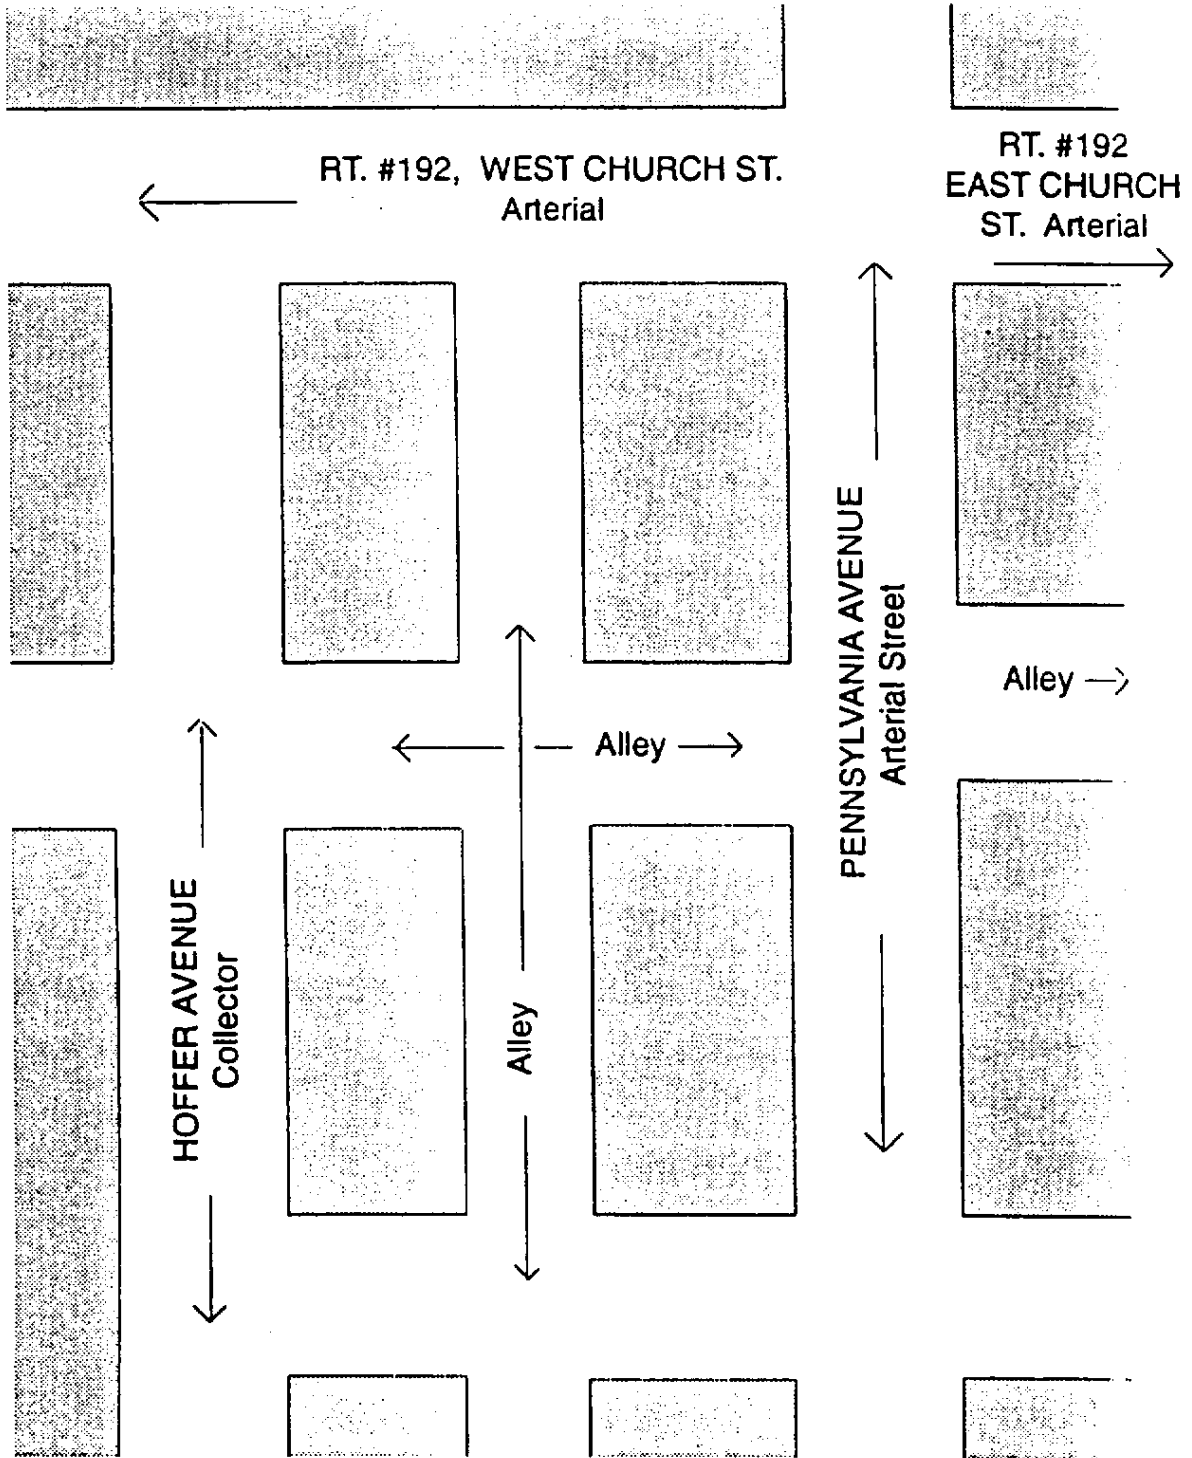 RT. #192, WEST CHURCH ST.
Arterial
RT. #192
EAST CHURCH
ST. Arterial
PENNSYLVANIA AVENUE
Arterial Street
Alley
Alley
HOFFER AVENUE
Collector
Alley